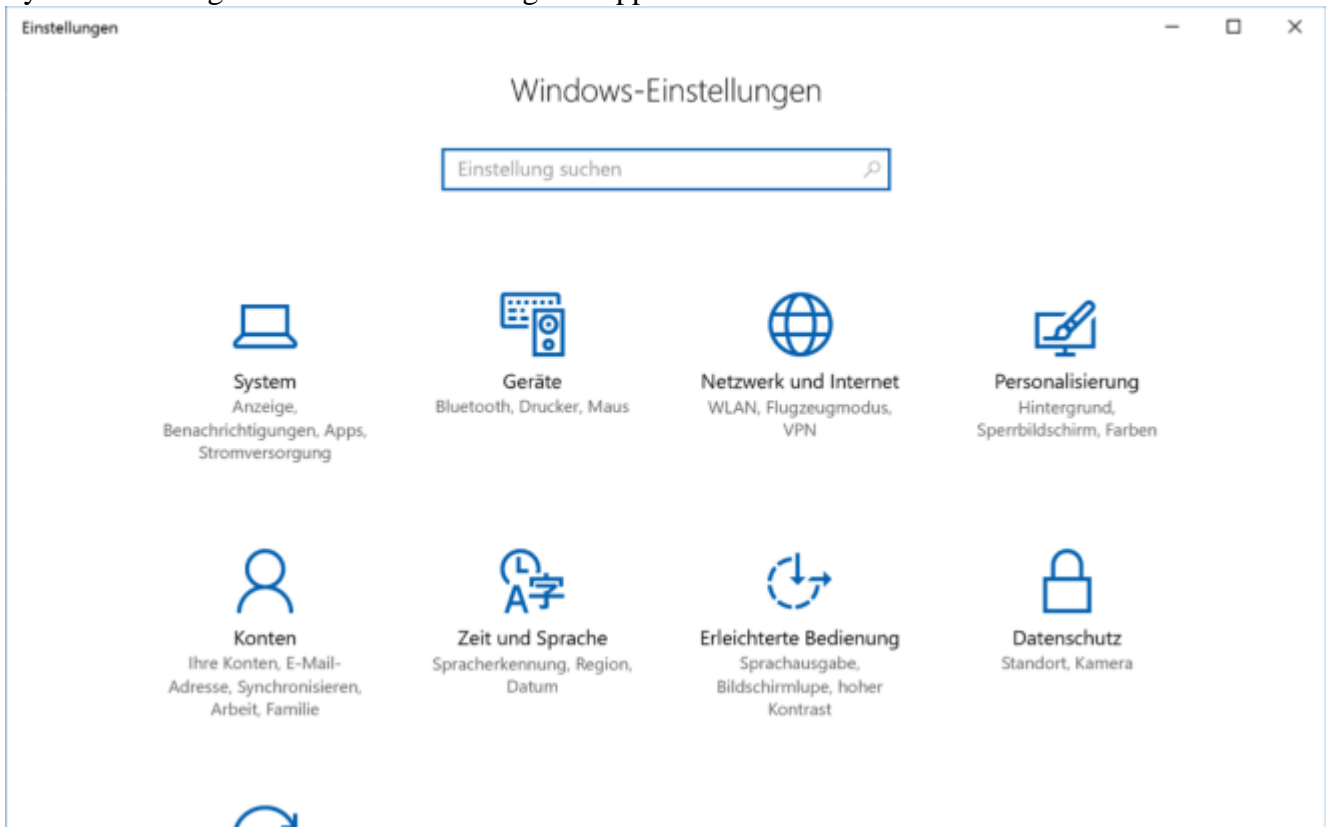 Einstellungen
Windows-Einstellungen
Einstellung suchen
System
Anzeige,
Benachrichtigungen, Apps,
Stromversorgung
Geräte
Bluetooth, Drucker, Maus
Netzwerk und Internet
WLAN, Flugzeugmodus,
VPN
Personalisierung
Hintergrund,
Sperrbildschirm, Farben
Konten
Ihre Konten, E-Mail-
Adresse, Synchronisieren,
Arbeit, Familie
Zeit und Sprache
Spracherkennung, Region,
Datum
Erleichterte Bedienung
Sprachausgabe,
Bildschirmlupe, hoher
Kontrast
Datenschutz
Standort, Kamera